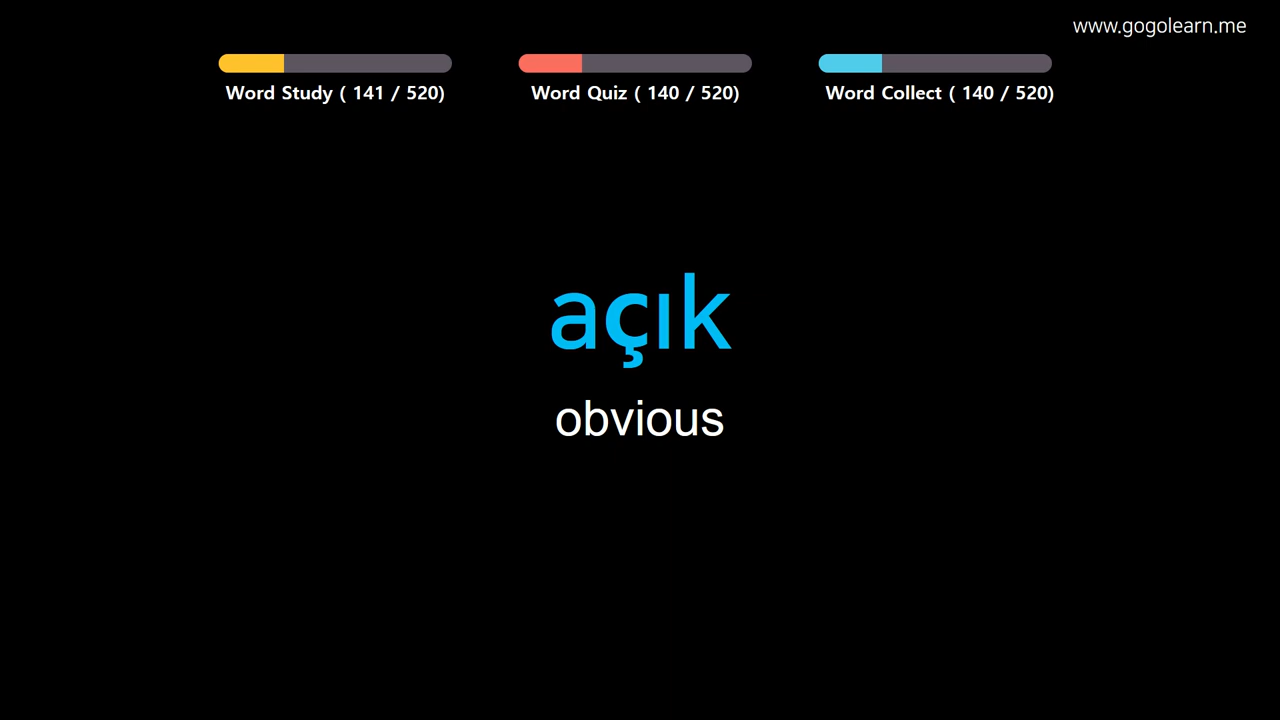 www.gogolearn.me
Word Study ( 141 / 520)
Word Quiz ( 140 / 520)
Word Collect ( 140 / 520)
açık
obvious